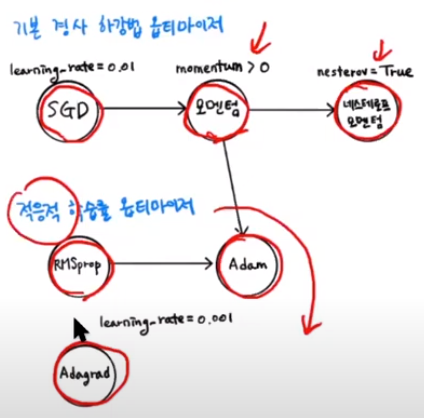 기본 경사 하강법 옵티마이저
learning_rate=0.01
momentum > 0
nesterov=True
SGD
모멘텀
네스테로프
모멘텀
적응적 학습률 옵티마이저
RMSprop
Adam
learning_rate=0.001
Adagrad